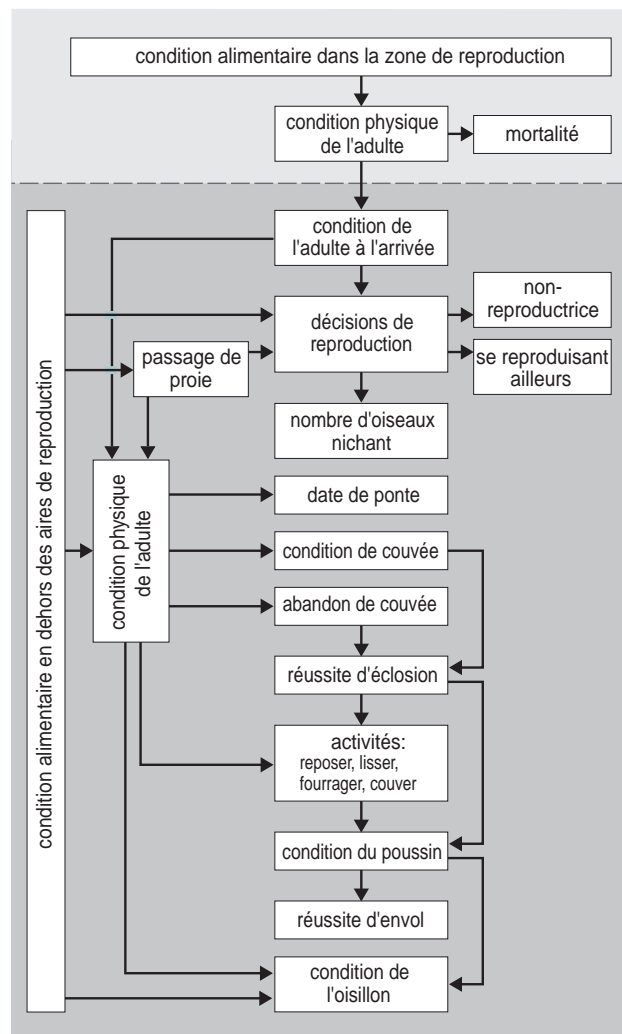 condition alimentaire dans la zone de reproduction
condition physique
de l'adulte
mortalité
condition de
l'adulte à l'arrivée
décisions de
reproduction
non-
reproductrice
se reproduisant
ailleurs
passage de
proie
nombre d'oiseaux
nichant
condition alimentaire en dehors des aires de reproduction
condition physique
de l'adulte
date de ponte
condition de couvée
abandon de couvée
réussite d'éclosion
activités:
reposer, lisser,
fourrager, couver
condition du poussin
réussite d'envol
condition de
l'oisillon